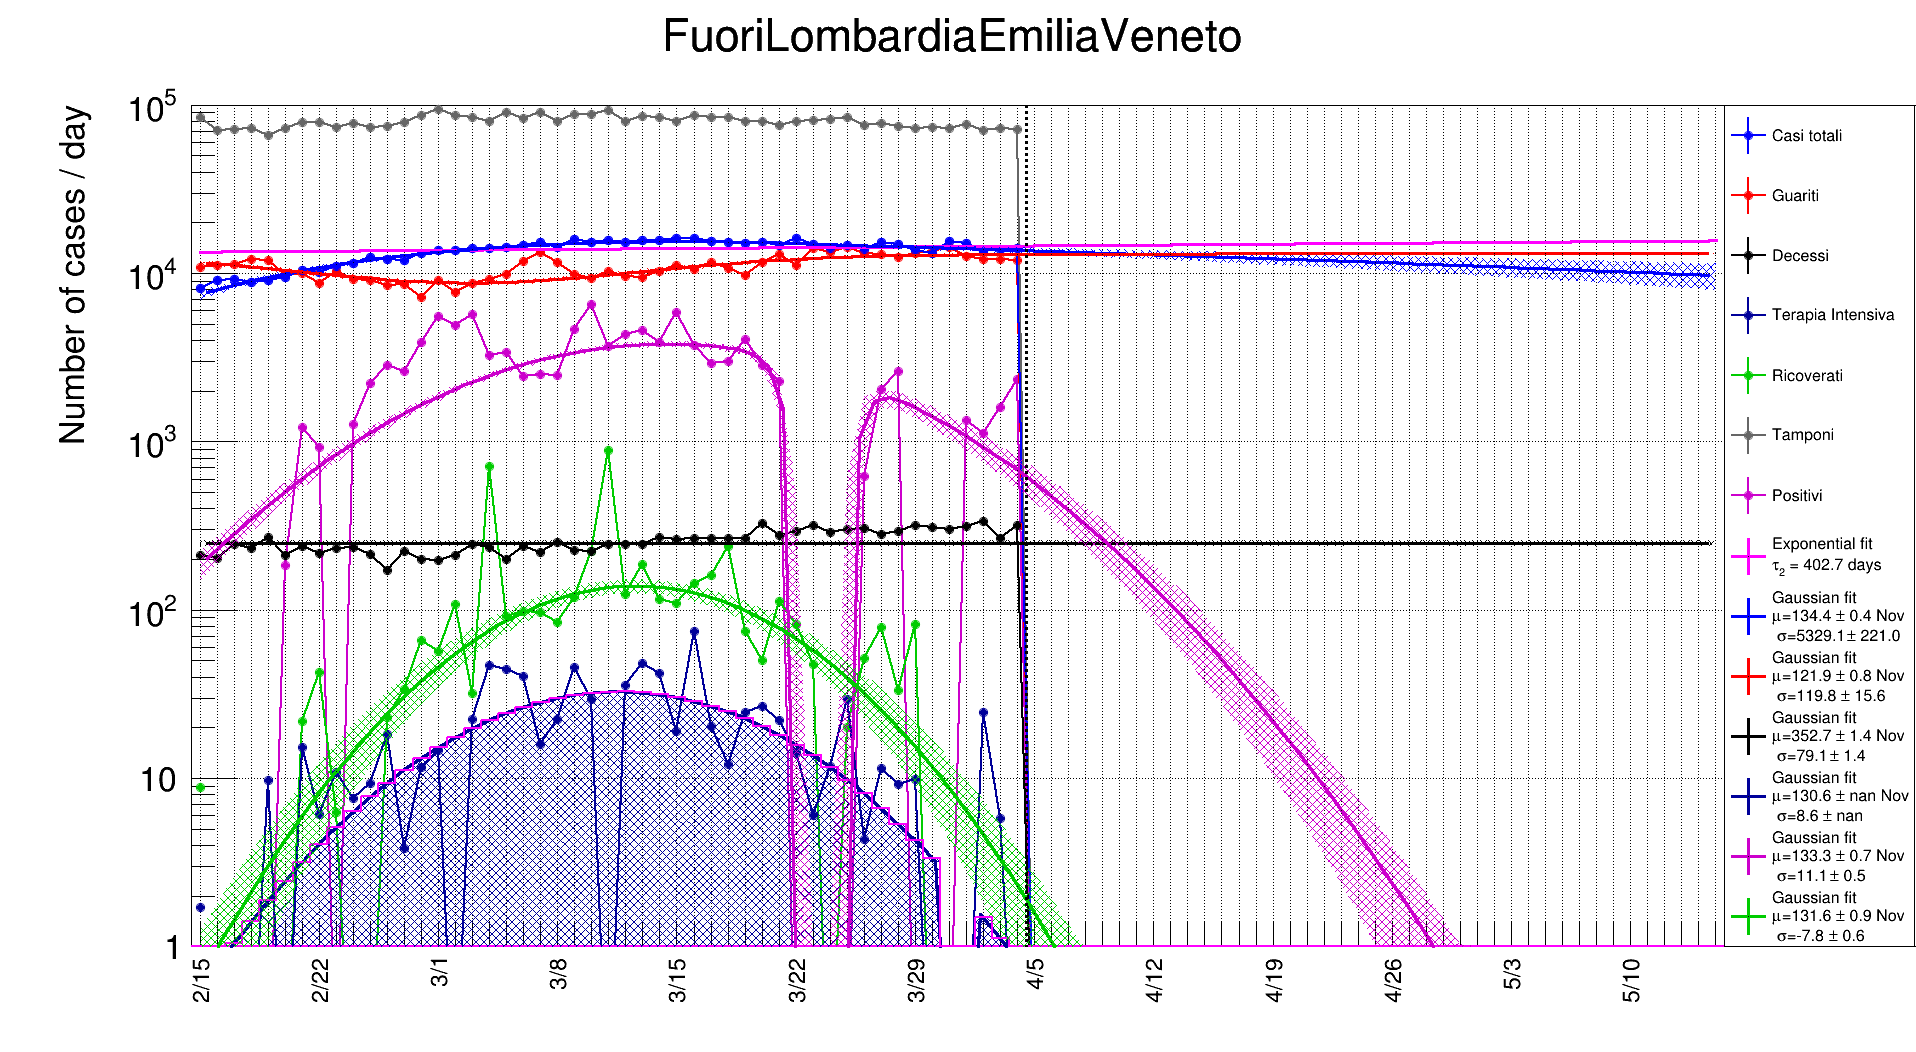 FuoriLombardiaEmiliaVeneto
Number of cases / day
10^5
10^4
10^3
10^2
10
1
2/15 2/22 3/1 3/8 3/15 3/22 3/29 4/5 4/12 4/19 4/26 5/3 5/10
Casi totali
Guariti
Decessi
Terapia Intensiva
Ricoverati
Tamponi
Positivi
Exponential fit
τ₂ = 402.7 days
Gaussian fit
μ=134.4 ± 0.4 Nov
σ=5329.1 ± 221.0
Gaussian fit
μ=121.9 ± 0.8 Nov
σ=119.8 ± 15.6
Gaussian fit
μ=352.7 ± 1.4 Nov
σ=79.1 ± 1.4
Gaussian fit
μ=130.6 ± nan Nov
σ=8.6 ± nan
Gaussian fit
μ=133.3 ± 0.7 Nov
σ=11.1 ± 0.5
Gaussian fit
μ=131.6 ± 0.9 Nov
σ=-7.8 ± 0.6